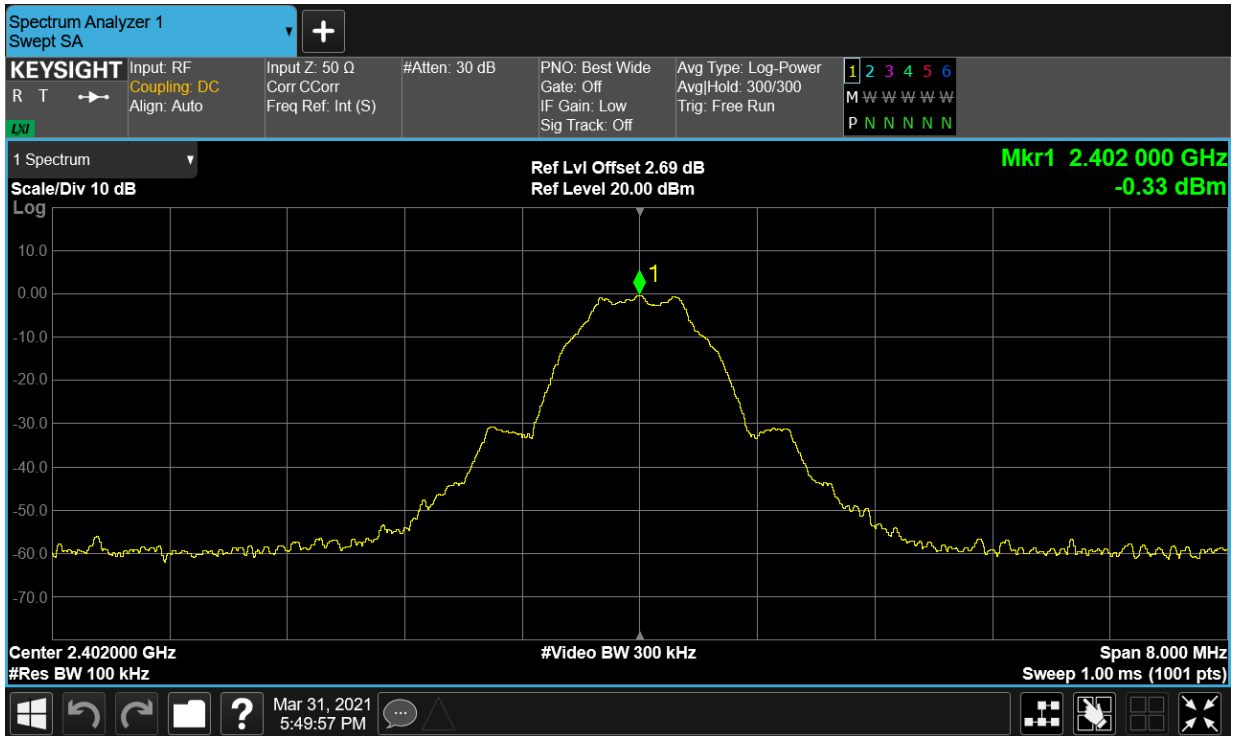 Spectrum Analyzer 1
Swept SA
KEYSIGHT
R T
LXI
Input: RF
Coupling: DC
Align: Auto
Input Z: 50 Ω
Corr CCorr
Freq Ref: Int (S)
#Atten: 30 dB
PNO: Best Wide
Gate: Off
IF Gain: Low
Sig Track: Off
Avg Type: Log-Power
Avg|Hold: 300/300
Trig: Free Run
1 2 3 4 5 6
M W W W W W
P N N N N N
1 Spectrum
Scale/Div 10 dB
Log
Ref Lvl Offset 2.69 dB
Ref Level 20.00 dBm
Mkr1 2.402 000 GHz
-0.33 dBm
1
10.0
0.00
-10.0
-20.0
-30.0
-40.0
-50.0
-60.0
-70.0
Center 2.402000 GHz
#Res BW 100 kHz
#Video BW 300 kHz
Span 8.000 MHz
Sweep 1.00 ms (1001 pts)
?
Mar 31, 2021
5:49:57 PM